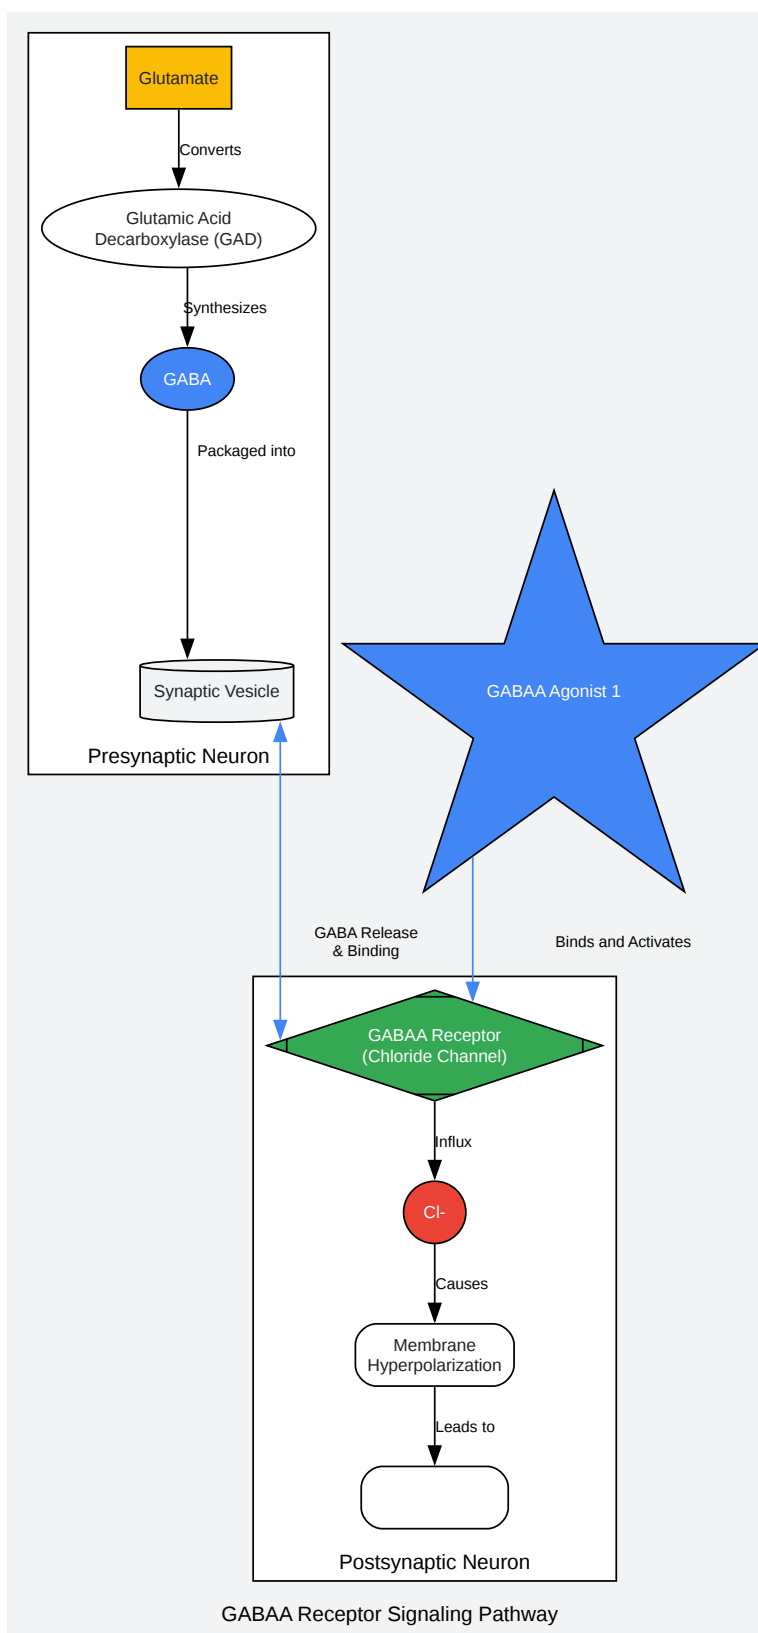 Glutamate
Converts
Glutamic Acid
Decarboxylase (GAD)
Synthesizes
GABA
Packaged into
Synaptic Vesicle
Presynaptic Neuron
GABAA Agonist 1
GABA Release
& Binding
Binds and Activates
GABAA Receptor
(Chloride Channel)
Influx
Cl-
Causes
Membrane
Hyperpolarization
Leads to
Postsynaptic Neuron
GABAA Receptor Signaling Pathway